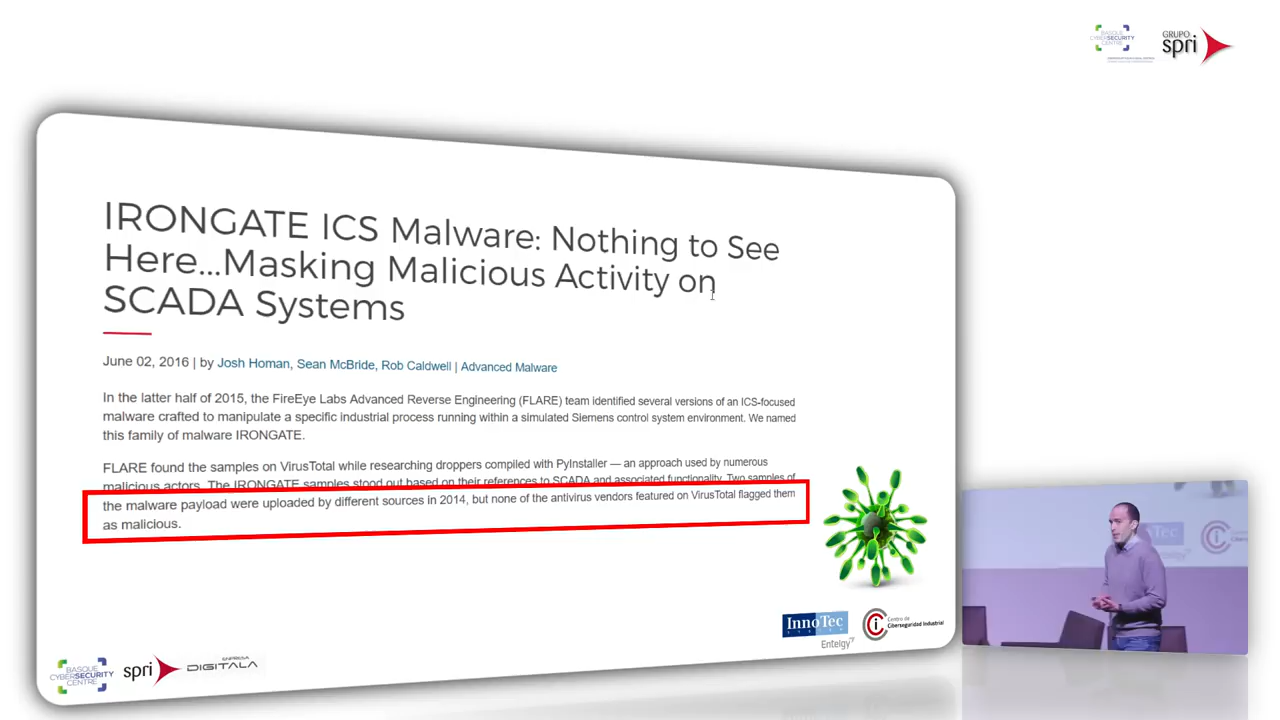 BASQUE
CYBERSECURITY
CENTRE
GRUPO
spri
IRONGATE ICS Malware: Nothing to See
Here...Masking Malicious Activity on
SCADA Systems
June 02, 2016 | by Josh Homan, Sean McBride, Rob Caldwell | Advanced Malware
In the latter half of 2015, the FireEye Labs Advanced Reverse Engineering (FLARE) team identified several versions of an ICS-focused
malware crafted to manipulate a specific industrial process running within a simulated Siemens control system environment. We named
this family of malware IRONGATE.
FLARE found the samples on VirusTotal while researching droppers compiled with PyInstaller — an approach used by numerous
malicious actors. The IRONGATE samples stood out based on their references to SCADA and associated functionality. Two samples of
the malware payload were uploaded by different sources in 2014, but none of the antivirus vendors featured on VirusTotal flagged them
as malicious.
InnoTec
SYSTEM
Entelgy
Centro de
Ciberseguridad Industrial
BASQUE
CYBERSECURITY
CENTRE
spri
ENPRESA
DIGITALA